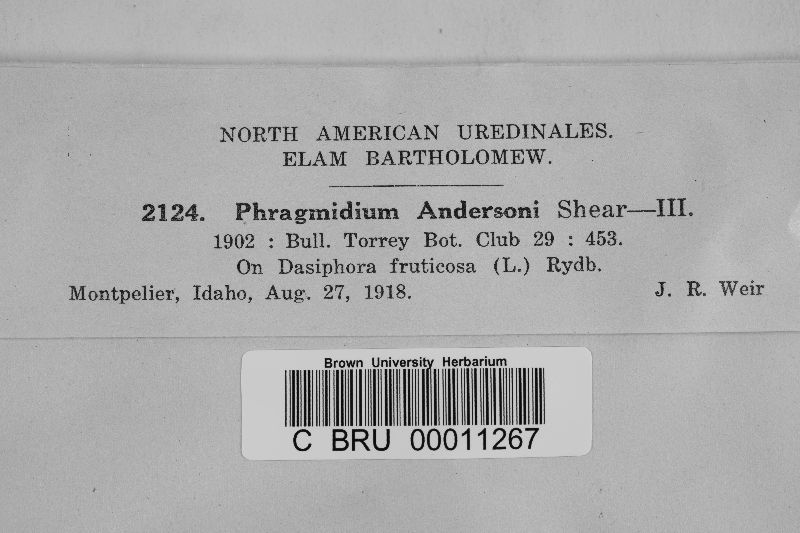 NORTH AMERICAN UREDINALES.
ELAM BARTHOLOMEW.
2124. Phragmidium Andersoni Shear—III.
1902 : Bull. Torrey Bot. Club 29 : 453.
On Dasiphora fruticosa (L.) Rydb.
Montpelier, Idaho, Aug. 27, 1918. J. R. Weir
Brown University Herbarium
C BRU 00011267